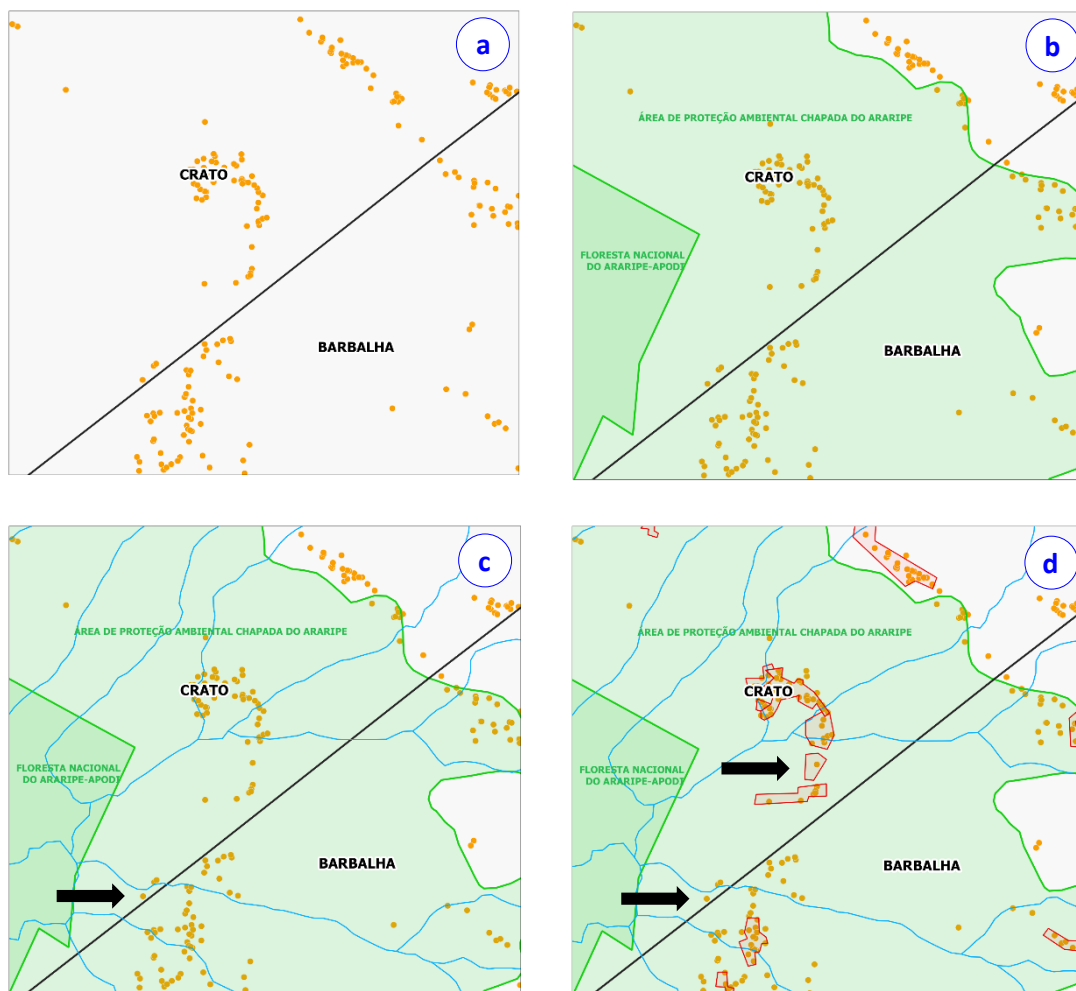 a
CRATO
BARBALHA
b
ÁREA DE PROTEÇÃO AMBIENTAL CHAPADA DO ARARIPE
CRATO
FLORESTA NACIONAL
DO ARARIPE-APODI
BARBALHA
c
ÁREA DE PROTEÇÃO AMBIENTAL CHAPADA DO ARARIPE
CRATO
FLORESTA NACIONAL
DO ARARIPE-APODI
BARBALHA
d
ÁREA DE PROTEÇÃO AMBIENTAL CHAPADA DO ARARIPE
CRATO
FLORESTA NACIONAL
DO ARARIPE-APODI
BARBALHA